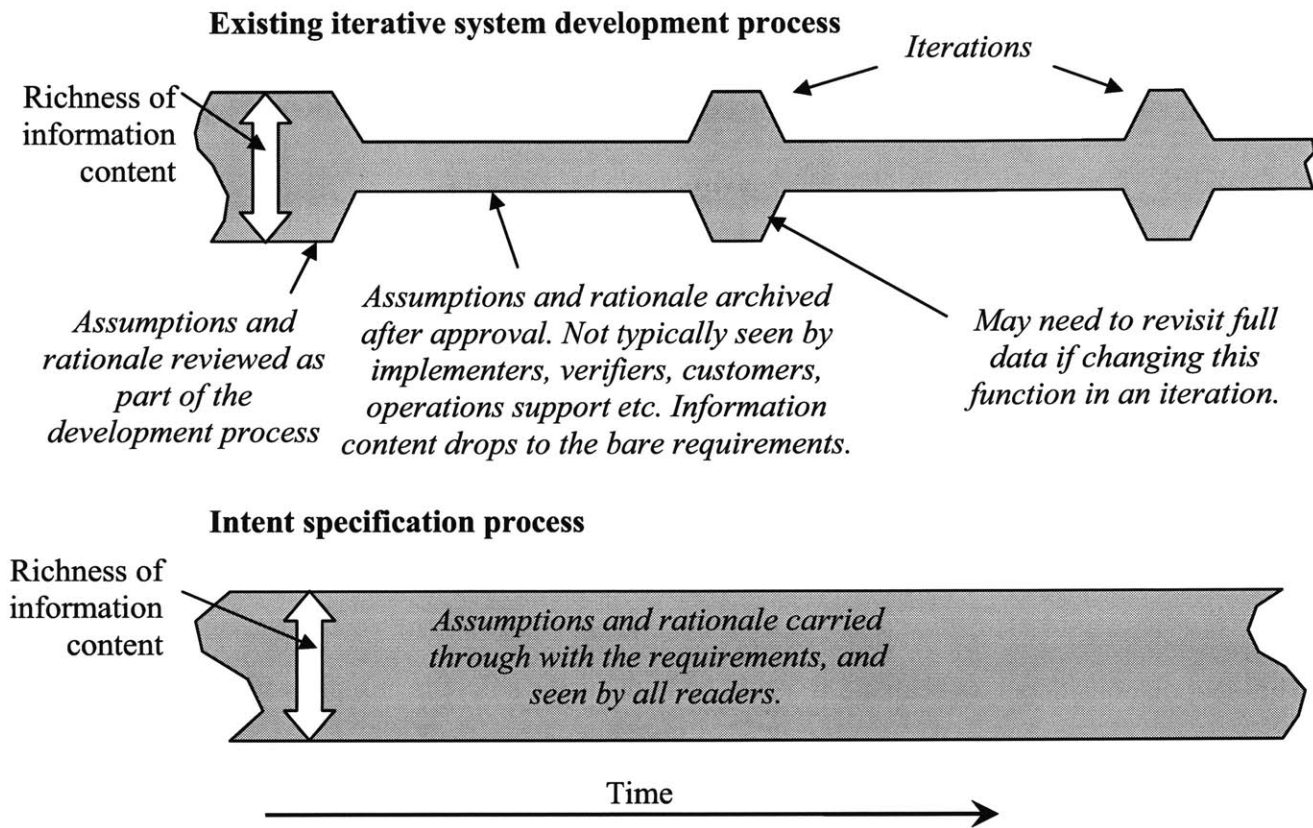 Existing iterative system development process
Iterations
Richness of
information
content
Assumptions and
rationale reviewed as
part of the
development process
Assumptions and rationale archived
after approval. Not typically seen by
implementers, verifiers, customers,
operations support etc. Information
content drops to the bare requirements.
May need to revisit full
data if changing this
function in an iteration.
Intent specification process
Richness of
information
content
Assumptions and rationale carried
through with the requirements, and
seen by all readers.
Time